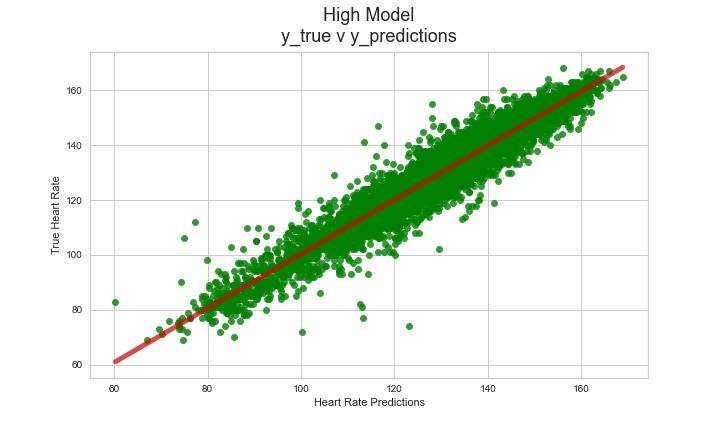 High Model
y_true v y_predictions
160
140
120
100
80
60
True Heart Rate
60 80 100 120 140 160
Heart Rate Predictions